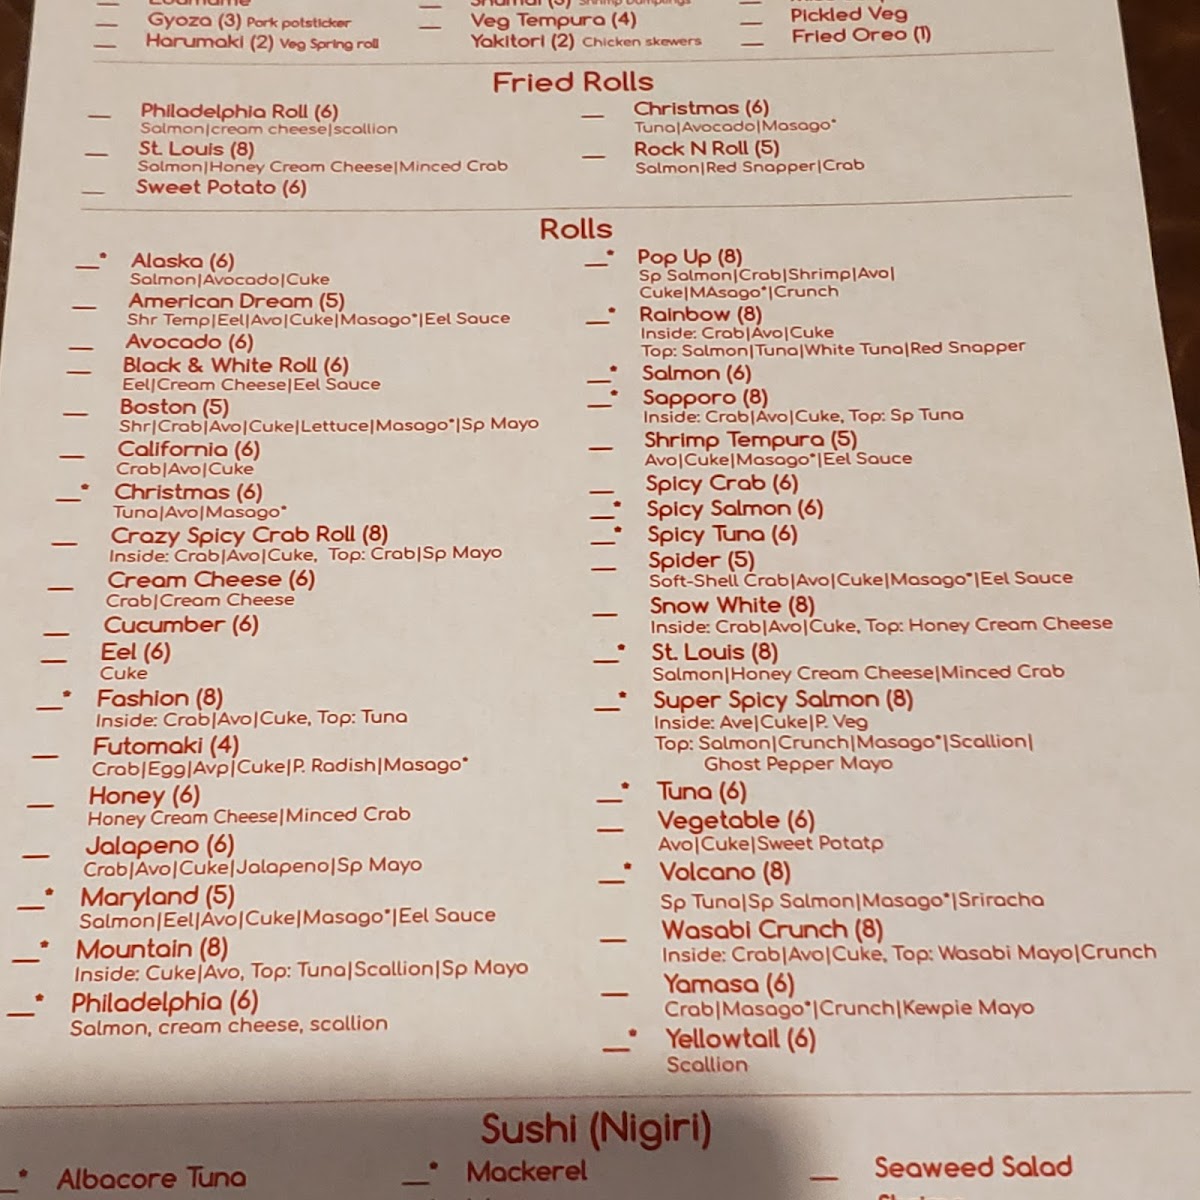 Edamame
Gyoza (3) Pork potsticker
Harumaki (2) Veg Spring roll
Shumai (5) Shrimp Dumplings
Veg Tempura (4)
Yakitori (2) Chicken skewers
Pickled Veg
Fried Oreo (1)
Fried Rolls
Philadelphia Roll (6)
Salmon|cream cheese|scallion
St. Louis (8)
Salmon|Honey Cream Cheese|Minced Crab
Sweet Potato (6)
Christmas (6)
Tuna|Avocado|Masago*
Rock N Roll (5)
Salmon|Red Snapper|Crab
Rolls
* Alaska (6)
Salmon|Avocado|Cuke
American Dream (5)
Shr Temp|Eel|Avo|Cuke|Masago*|Eel Sauce
Avocado (6)
Black & White Roll (6)
Eel|Cream Cheese|Eel Sauce
Boston (5)
Shr|Crab|Avo|Cuke|Lettuce|Masago*|Sp Mayo
California (6)
Crab|Avo|Cuke
* Christmas (6)
Tuna|Avo|Masago*
Crazy Spicy Crab Roll (8)
Inside: Crab|Avo|Cuke, Top: Crab|Sp Mayo
Cream Cheese (6)
Crab|Cream Cheese
Cucumber (6)
Eel (6)
Cuke
* Fashion (8)
Inside: Crab|Avo|Cuke, Top: Tuna
Futomaki (4)
Crab|Egg|Avp|Cuke|P. Radish|Masago*
Honey (6)
Honey Cream Cheese|Minced Crab
Jalapeno (6)
Crab|Avo|Cuke|Jalapeno|Sp Mayo
* Maryland (5)
Salmon|Eel|Avo|Cuke|Masago*|Eel Sauce
* Mountain (8)
Inside: Cuke|Avo, Top: Tuna|Scallion|Sp Mayo
* Philadelphia (6)
Salmon, cream cheese, scallion
* Pop Up (8)
Sp Salmon|Crab|Shrimp|Avo|
Cuke|MAsago*|Crunch
* Rainbow (8)
Inside: Crab|Avo|Cuke
Top: Salmon|Tuna|White Tuna|Red Snapper
* Salmon (6)
* Sapporo (8)
Inside: Crab|Avo|Cuke, Top: Sp Tuna
Shrimp Tempura (5)
Avo|Cuke|Masago*|Eel Sauce
Spicy Crab (6)
* Spicy Salmon (6)
* Spicy Tuna (6)
Spider (5)
Soft-Shell Crab|Avo|Cuke|Masago*|Eel Sauce
Snow White (8)
Inside: Crab|Avo|Cuke, Top: Honey Cream Cheese
* St. Louis (8)
Salmon|Honey Cream Cheese|Minced Crab
* Super Spicy Salmon (8)
Inside: Ave|Cuke|P. Veg
Top: Salmon|Crunch|Masago*|Scallion|
Ghost Pepper Mayo
* Tuna (6)
Vegetable (6)
Avo|Cuke|Sweet Potatp
* Volcano (8)
Sp Tuna|Sp Salmon|Masago*|Sriracha
Wasabi Crunch (8)
Inside: Crab|Avo|Cuke, Top: Wasabi Mayo|Crunch
Yamasa (6)
Crab|Masago*|Crunch|Kewpie Mayo
* Yellowtail (6)
Scallion
Sushi (Nigiri)
* Albacore Tuna
* Mackerel
Seaweed Salad